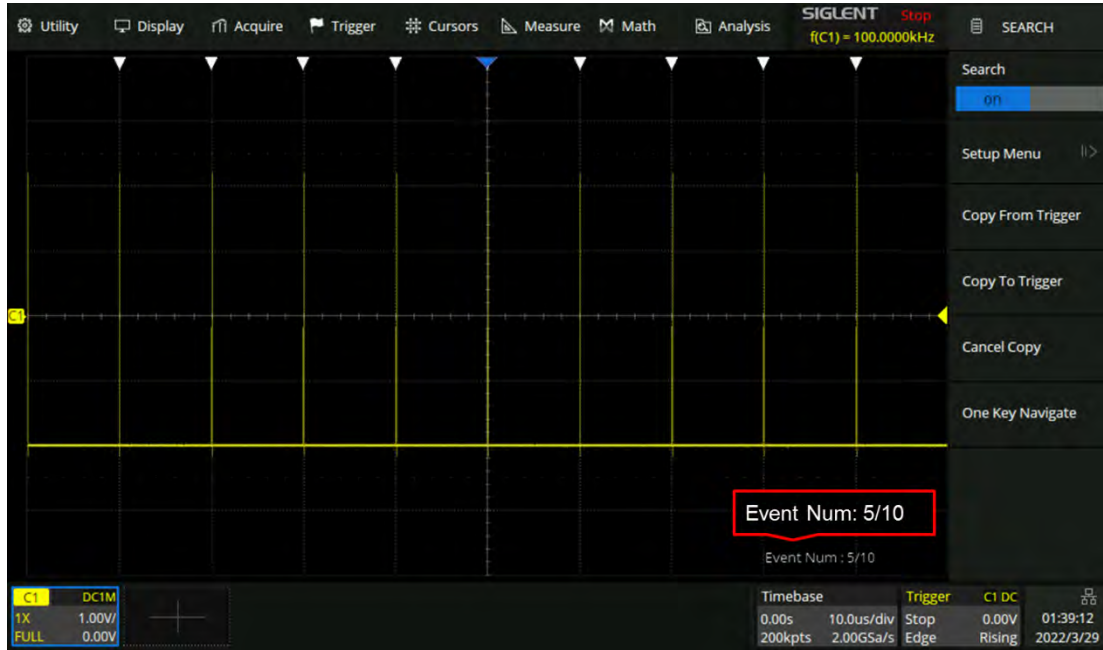 Utility Display Acquire Trigger Cursors Measure Math Analysis
SIGLENT Stop
f(C1) = 100.0000kHz
SEARCH
Search
on
Setup Menu
Copy From Trigger
Copy To Trigger
Cancel Copy
One Key Navigate
C1
Event Num: 5/10
Event Num : 5/10
C1 DC1M
1X 1.00V/
FULL 0.00V
Timebase
0.00s 10.0us/div
200kpts 2.00GSa/s
Trigger C1 DC
Stop 0.00V
Edge Rising
01:39:12
2022/3/29